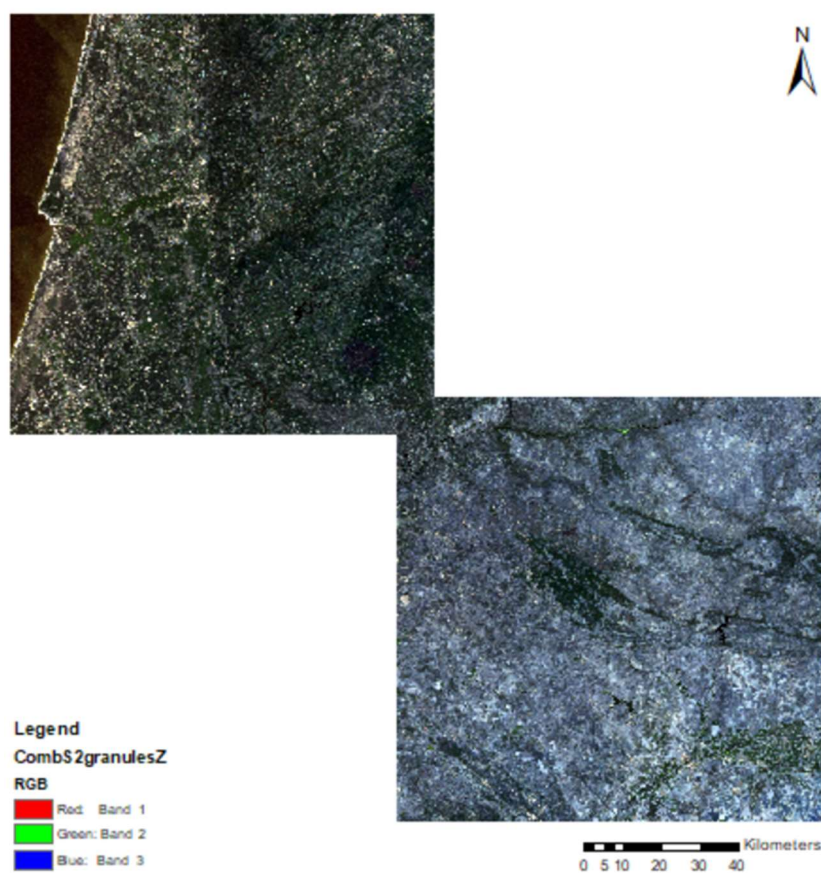 N
Legend
CombS2granulesZ
RGB
Red: Band 1
Green: Band 2
Blue: Band 3
Kilometers
0 5 10 20 30 40